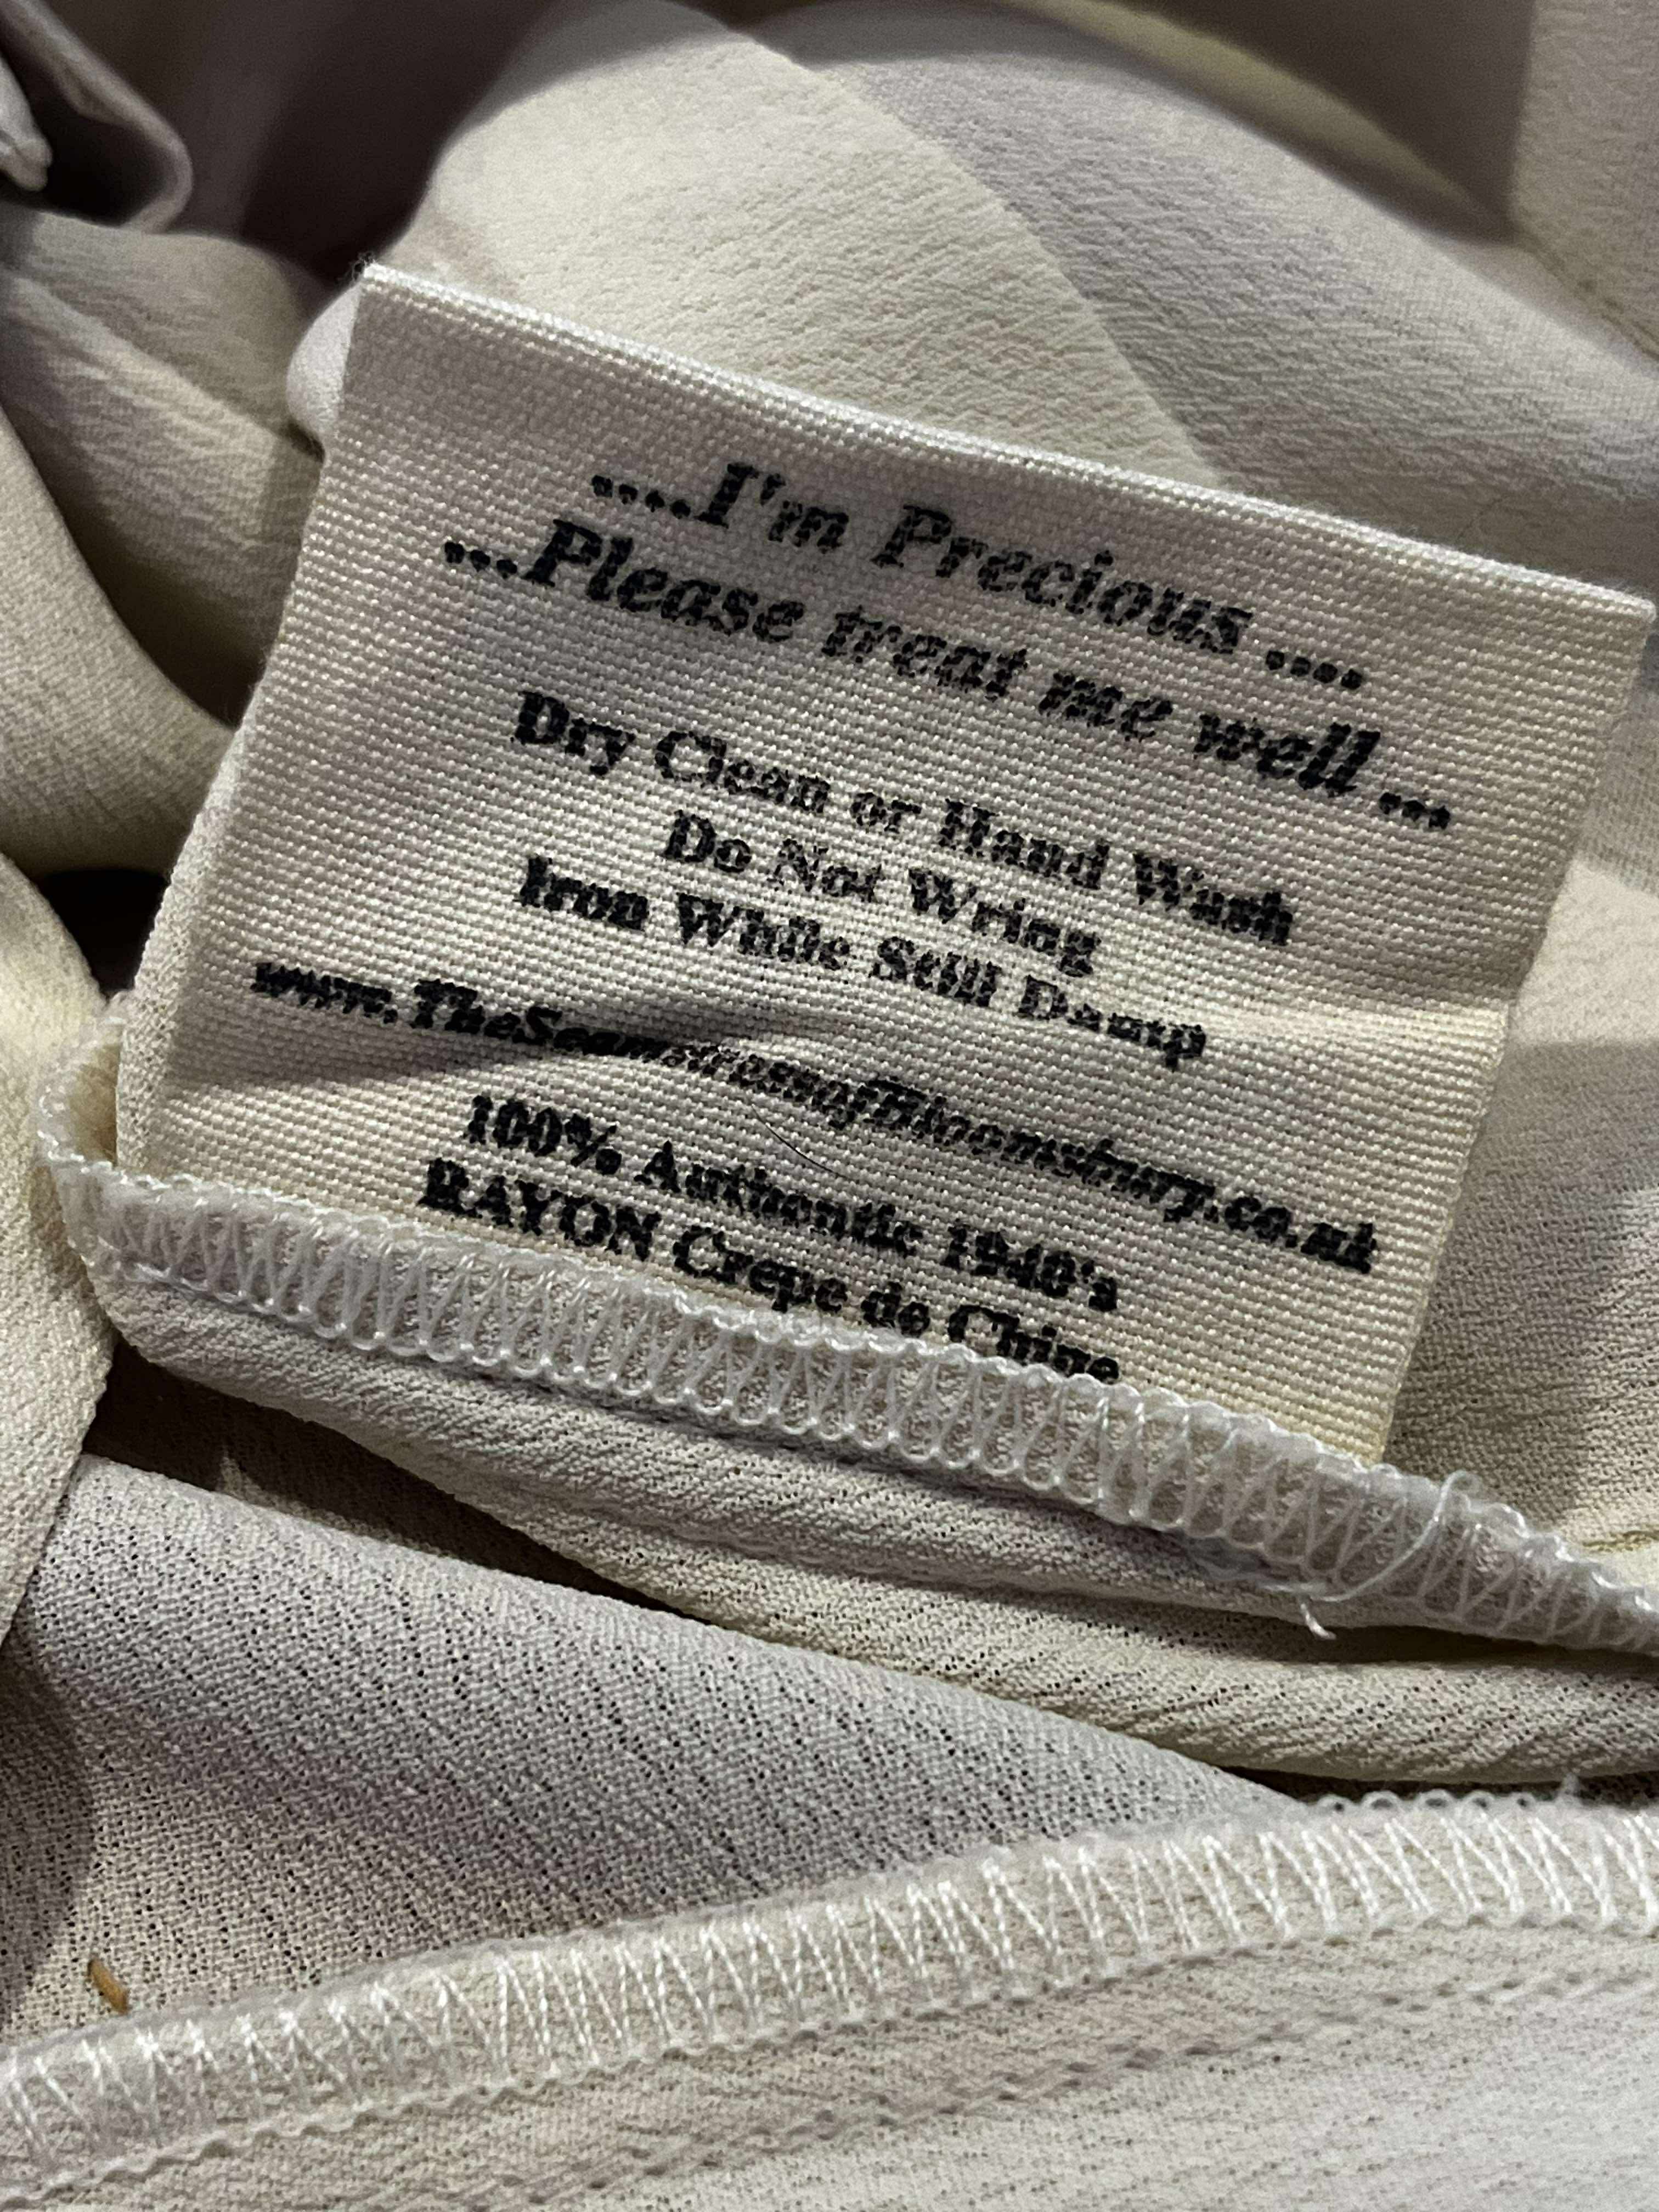 ....I'm Precious ....
...Please treat me well ...
Dry Clean or Hand Wash
Do Not Wring
Iron While Still Damp
www.TheSeamstressofBloomsbury.co.uk
100% Authentic 1940's
RAYON Crepe de Chine